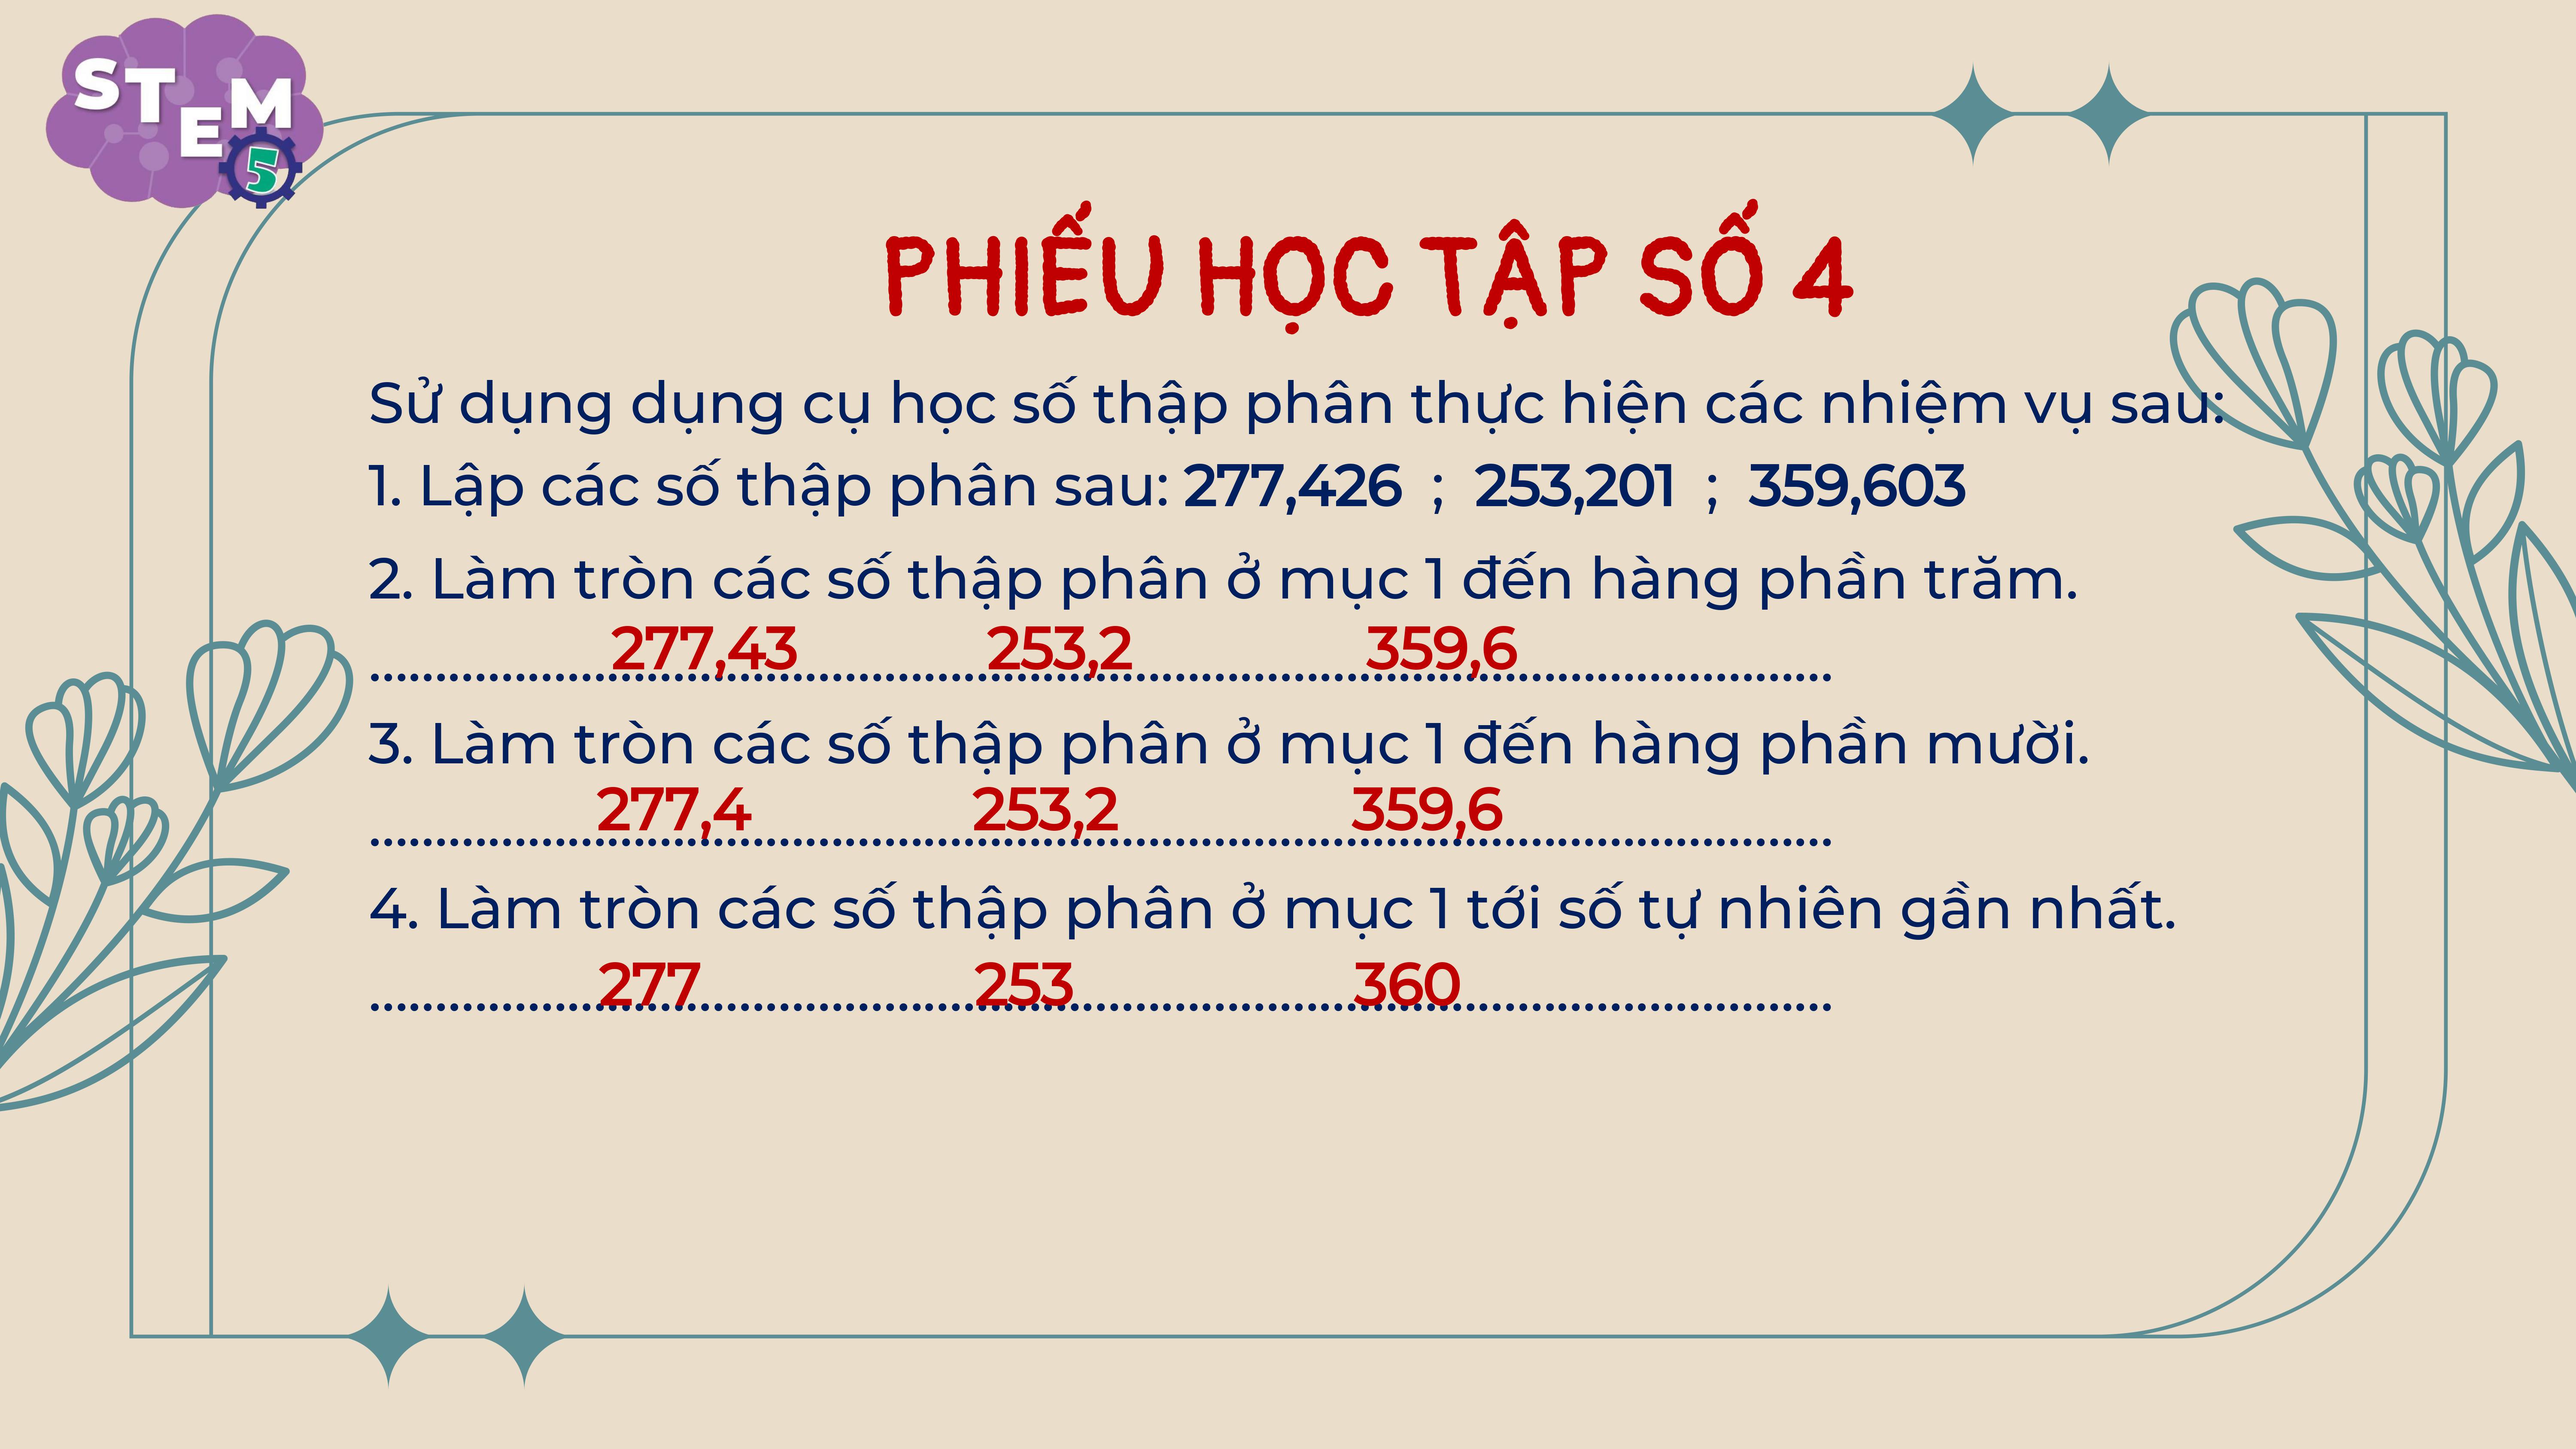 STEM
5
PHIẾU HỌC TẬP SỐ 4
Sử dụng dụng cụ học số thập phân thực hiện các nhiệm vụ sau:
1. Lập các số thập phân sau: 277,426 ; 253,201 ; 359,603
2. Làm tròn các số thập phân ở mục 1 đến hàng phần trăm.
277,43 253,2 359,6
3. Làm tròn các số thập phân ở mục 1 đến hàng phần mười.
277,4 253,2 359,6
4. Làm tròn các số thập phân ở mục 1 tới số tự nhiên gần nhất.
277 253 360